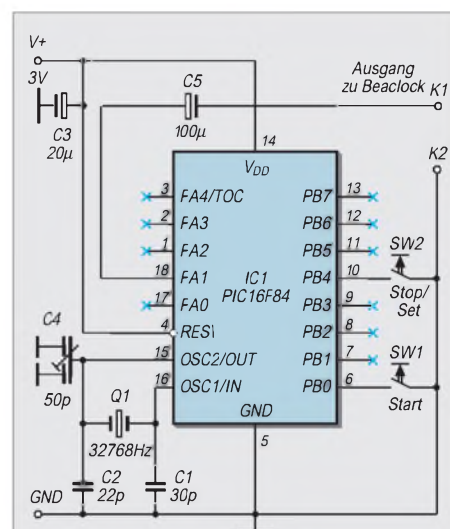 V+
3V
C3
20µ
C5
100µ
Ausgang
zu Beaclock
K1
K2
14
VDD
3 FA4/TOC PB7 13
2 FA3 PB6 12
1 FA2 PB5 11
18 FA1 PB4 10
17 FA0 PB3 9
4 RES\ PB2 8
15 OSC2/OUT PB1 7
16 OSC1/IN PB0 6
IC1
PIC16F84
GND
5
SW2
Stop/
Set
SW1
Start
C4
50p
Q1
32768Hz
C2
22p
C1
30p
GND